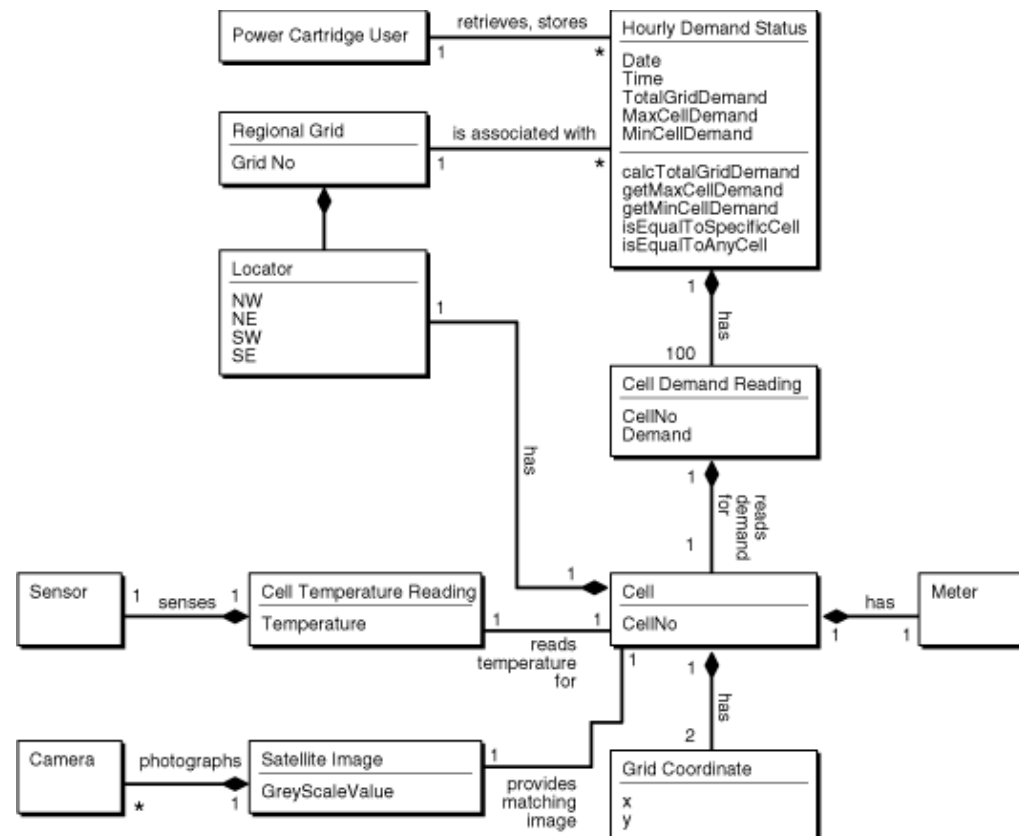 Power Cartridge User
retrieves, stores
1
*
Hourly Demand Status
Date
Time
TotalGridDemand
MaxCellDemand
MinCellDemand
calcTotalGridDemand
getMaxCellDemand
getMinCellDemand
isEqualToSpecificCell
isEqualToAnyCell
Regional Grid
Grid No
is associated with
1
*
Locator
NW
NE
SW
SE
1
has
1
1
has
100
Cell Demand Reading
CellNo
Demand
1
reads
demand
for
1
Sensor
1
senses
1
Cell Temperature Reading
Temperature
1
1
reads
temperature
for
Cell
CellNo
has
1
1
Meter
Camera
photographs
*
1
Satellite Image
GreyScaleValue
1
1
provides
matching
image
1
has
2
Grid Coordinate
x
y